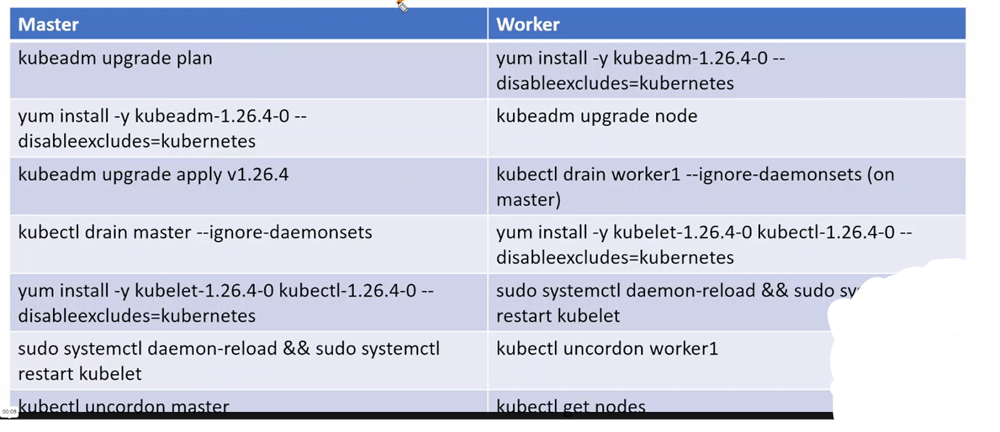 Master
Worker
kubeadm upgrade plan
yum install -y kubeadm-1.26.4-0 --
disableexcludes=kubernetes
yum install -y kubeadm-1.26.4-0 --
disableexcludes=kubernetes
kubeadm upgrade node
kubeadm upgrade apply v1.26.4
kubectl drain worker1 --ignore-daemonsets (on
master)
kubectl drain master --ignore-daemonsets
yum install -y kubelet-1.26.4-0 kubectl-1.26.4-0 --
disableexcludes=kubernetes
yum install -y kubelet-1.26.4-0 kubectl-1.26.4-0 --
disableexcludes=kubernetes
sudo systemctl daemon-reload && sudo
restart kubelet
sudo systemctl daemon-reload && sudo systemctl
restart kubelet
kubectl uncordon worker1
kubectl uncordon master
kubectl get nodes
00:05